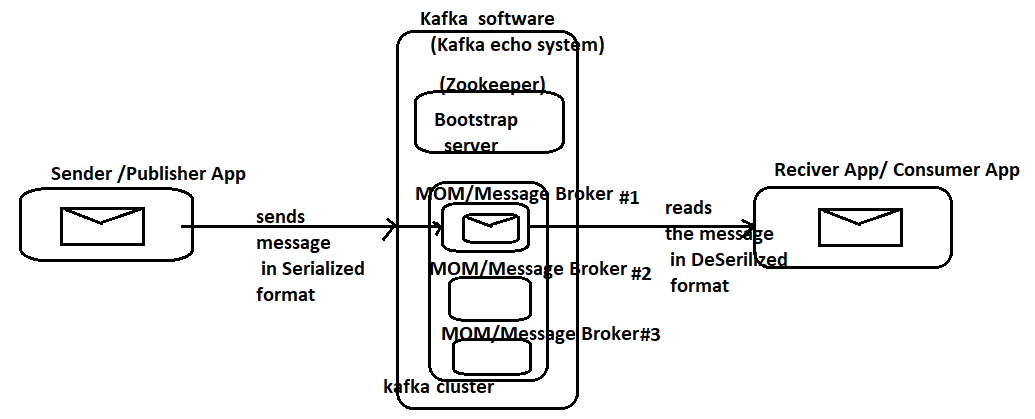 Kafka software
(Kafka echo system)
(Zookeeper)
Bootstrap
server
Sender /Publisher App
Reciver App/ Consumer App
MOM/Message Broker #1
sends
message
in Serialized
format
reads
the message
in DeSerilized
format
MOM/Message Broker #2
MOM/Message Broker#3
kafka cluster